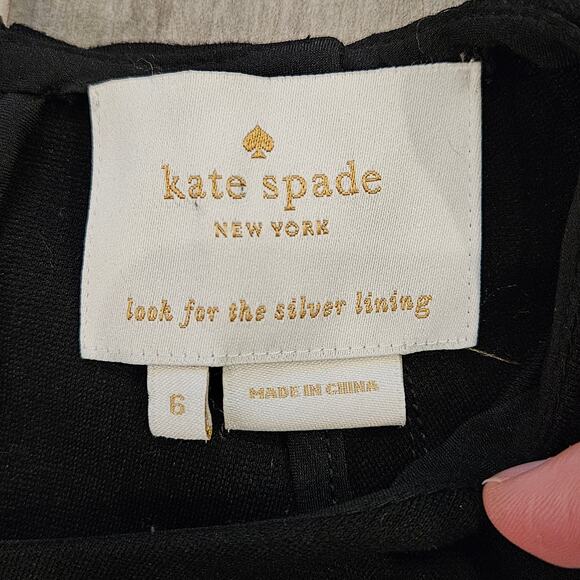 kate spade
NEW YORK
look for the silver lining
6
MADE IN CHINA